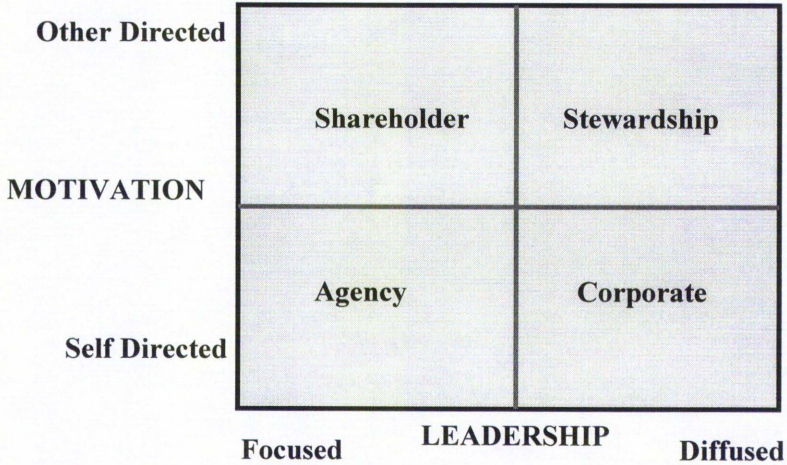 Other Directed
Shareholder Stewardship
MOTIVATION
Agency Corporate
Self Directed
LEADERSHIP
Focused Diffused